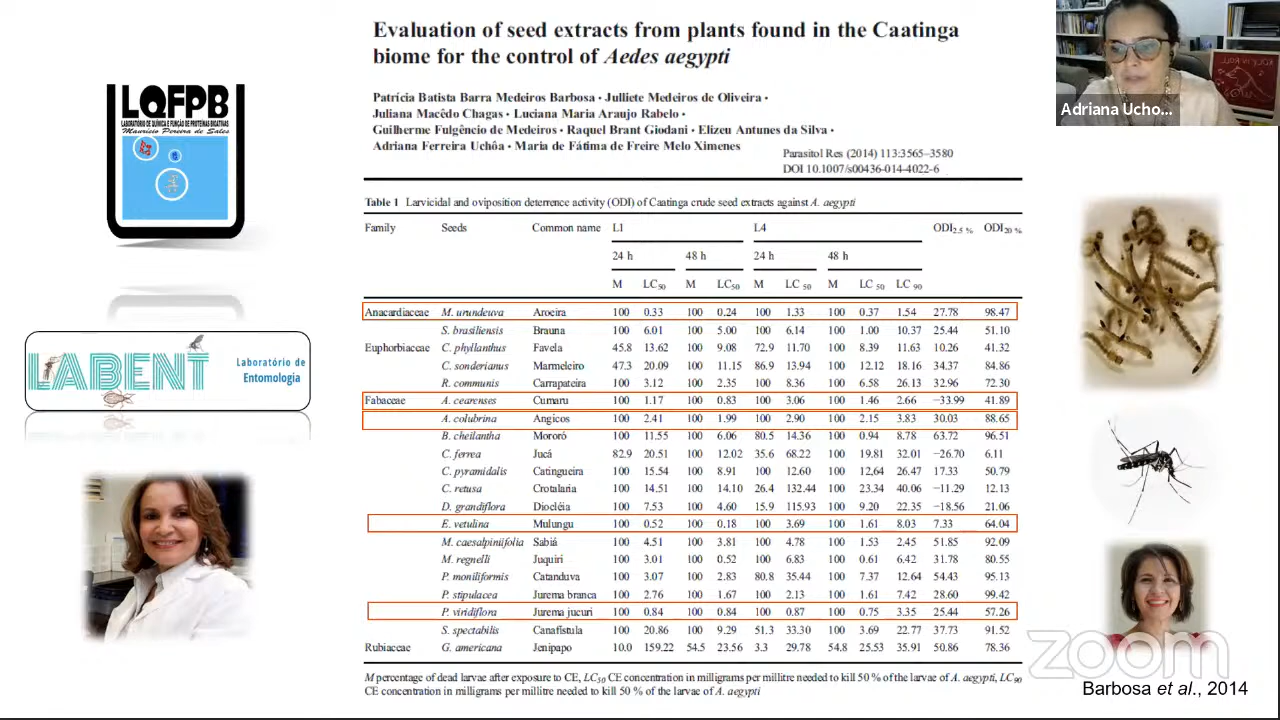 Evaluation of seed extracts from plants found in the Caatinga
biome for the control of Aedes aegypti
Patrícia Batista Barra Medeiros Barbosa • Julliete Medeiros de Oliveira •
Juliana Macêdo Chagas • Luciana Maria Araujo Rabelo •
Guilherme Fulgêncio de Medeiros • Raquel Brant Giodani • Elizeu Antunes da Silva •
Adriana Ferreira Uchôa • Maria de Fátima de Freire Melo Ximenes
Parasitol Res (2014) 113:3565–3580
DOI 10.1007/s00436-014-4022-6
Adriana Ucho...
LQFPB
LABORATÓRIO DE QUÍMICA E FUNÇÃO DE PROTEÍNAS BIOATIVAS
Maurício Pereira de Sales
LABENT
Laboratório de
Entomologia
Table 1 Larvicidal and oviposition deterrence activity (ODI) of Caatinga crude seed extracts against A. aegypti
Family Seeds Common name L1 L4 ODI2.5 % ODI20 %
24 h 48 h 24 h 48 h
M LC50 M LC50 M LC 50 M LC 50 LC 90
Anacardiaceae M. urundeuva Aroeira 100 0.33 100 0.24 100 1.33 100 0.37 1.54 27.78 98.47
S. brasiliensis Brauna 100 6.01 100 5.00 100 6.14 100 1.00 10.37 25.44 51.10
Euphorbiaceae C. phyllanthus Favela 45.8 13.62 100 9.08 72.9 11.70 100 8.39 11.63 10.26 41.32
C. sonderianus Marmeleiro 47.3 20.09 100 11.15 86.9 13.94 100 12.12 18.16 34.37 84.86
R. communis Carrapateira 100 3.12 100 2.35 100 8.36 100 6.58 26.13 32.96 72.30
Fabaceae A. cearenses Cumaru 100 1.17 100 0.83 100 3.06 100 1.46 2.66 −33.99 41.89
A. colubrina Angicos 100 2.41 100 1.99 100 2.90 100 2.15 3.83 30.03 88.65
B. cheilantha Mororó 100 11.55 100 6.06 80.5 14.36 100 0.94 8.78 63.72 96.51
C. ferrea Jucá 82.9 20.51 100 12.02 35.6 68.22 100 19.81 32.01 −26.70 6.11
C. pyramidalis Catingueira 100 15.54 100 8.91 100 12.60 100 12,64 26.47 17.33 50.79
C. retusa Crotalaria 100 14.51 100 14.10 26.4 132.44 100 23.34 40.06 −11.29 12.13
D. grandiflora Diocléia 100 7.53 100 4.60 15.9 115.93 100 9.20 22.35 −18.56 21.06
E. vetulina Mulungu 100 0.52 100 0.18 100 3.69 100 1.61 8.03 7.33 64.04
M. caesalpiniifolia Sabiá 100 4.51 100 3.81 100 4.78 100 1.53 2.45 51.85 92.09
M. regnelli Juquiri 100 3.01 100 0.52 100 6.83 100 0.61 6.42 31.78 80.55
P. moniliformis Catanduva 100 3.07 100 2.83 80.8 35.44 100 7.37 12.64 54.43 95.13
P. stipulacea Jurema branca 100 2.76 100 1.67 100 2.13 100 1.61 7.42 28.60 99.42
P. viridiflora Jurema jucuri 100 0.84 100 0.84 100 0.87 100 0.75 3.35 25.44 57.26
S. spectabilis Canafístula 100 20.86 100 9.29 51.3 33.30 100 3.69 22.77 37.73 91.52
Rubiaceae G. americana Jenipapo 10.0 159.22 54.5 23.56 3.3 29.78 54.8 25.53 35.91 50.86 78.36
M percentage of dead larvae after exposure to CE, LC50 CE concentration in milligrams per millitre needed to kill 50 % of the larvae of A. aegypti, LC90
CE concentration in milligrams per millitre needed to kill 50 % of the larvae of A. aegypti
zoom
Barbosa et al., 2014